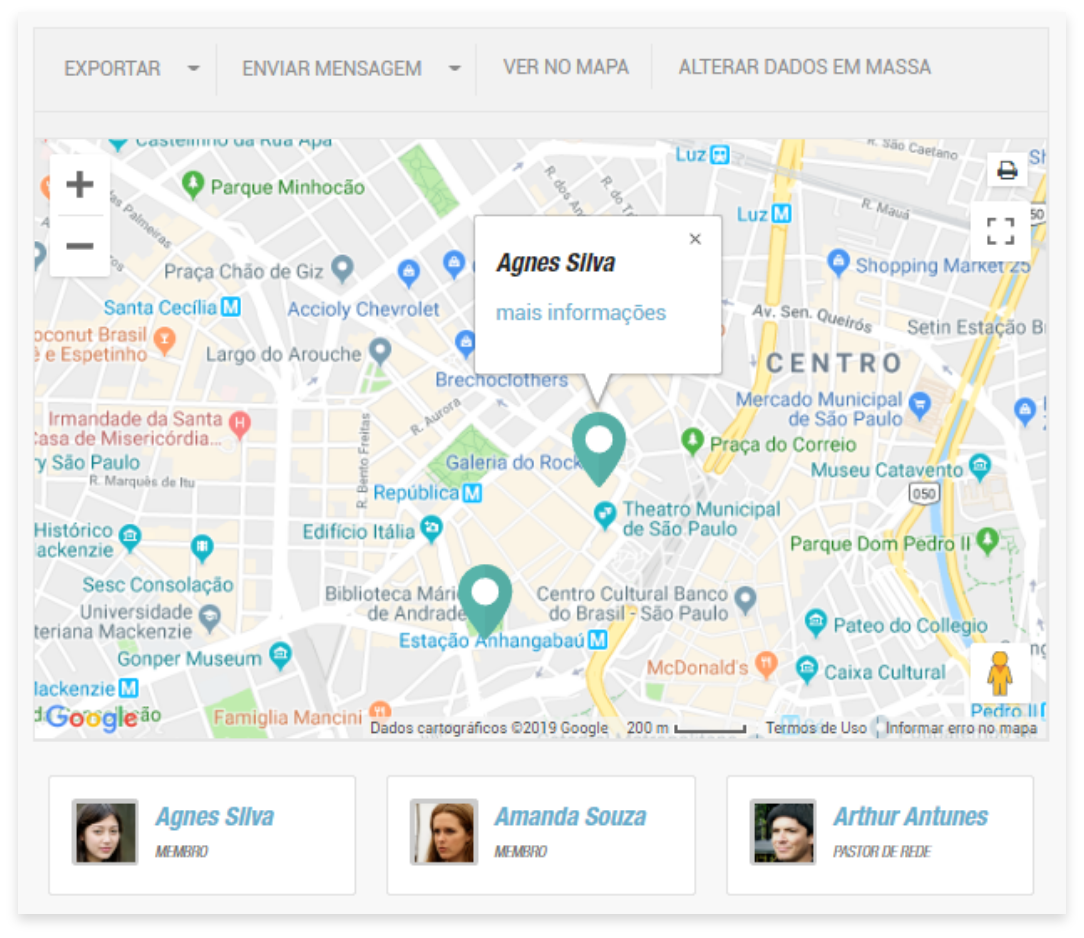 EXPORTAR
ENVIAR MENSAGEM
VER NO MAPA
ALTERAR DADOS EM MASSA
Castelinho da Rua Apa
Luz
R. São Caetano
Parque Minhocão
R. Mauá
Luz
50
Agnes Silva
mais informações
Praça Chão de Giz
Shopping Market 25
Santa Cecília
Accioly Chevrolet
Av. Sen. Queirós
Setin Estação B
oconut Brasil
e Espetinho
Largo do Arouche
CENTRO
Brechoclothers
Mercado Municipal
de São Paulo
Irmandade da Santa
Casa de Misericórdia...
R. Aurora
R. Bento Freitas
Praça do Correio
ry São Paulo
Galeria do Rock
Museu Catavento
R. Marquês de Itu
República
050
Theatro Municipal
de São Paulo
Histórico
ackenzie
Edifício Itália
Parque Dom Pedro II
Sesc Consolação
Biblioteca Mári
de Andrade
Centro Cultural Banco
do Brasil - São Paulo
Universidade
teriana Mackenzie
Estação Anhangabaú
Pateo do Collegio
Gonper Museum
McDonald's
Caixa Cultural
Mackenzie
Google
Famiglia Mancini
Pedro II
Dados cartográficos ©2019 Google
200 m
Termos de Uso
Informar erro no mapa
Agnes Silva
MEMBRO
Amanda Souza
MEMBRO
Arthur Antunes
PASTOR DE REDE